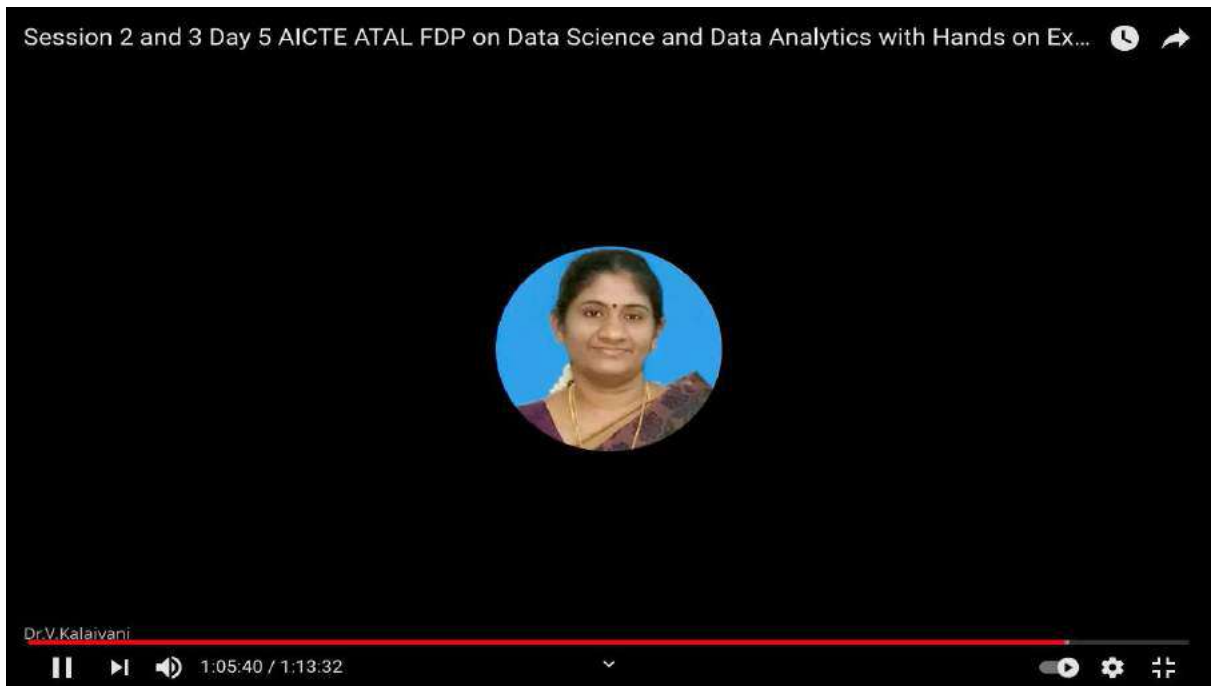 Session 2 and 3 Day 5 AICTE ATAL FDP on Data Science and Data Analytics with Hands on Ex...
Dr.V.Kalaivani
1:05:40 / 1:13:32